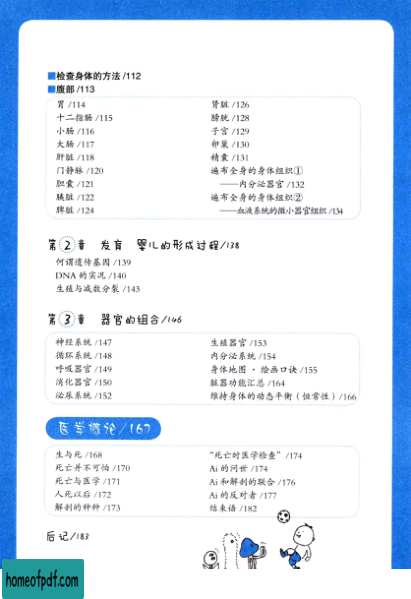 ■检查身体的方法 /112
■腹部 /113
胃 /114
十二指肠 /115
小肠 /116
大肠 /117
肝脏 /118
门静脉 /120
胆囊 /121
胰脏 /122
脾脏 /124
肾脏 /126
膀胱 /128
子宫 /129
卵巢 /130
精囊 /131
遍布全身的身体组织①
——内分泌器官 /132
遍布全身的身体组织②
——血液系统的微小器官组织 /134
第2章 发育 婴儿的形成过程/138
何谓遗传基因 /139
DNA 的实况 /140
生殖与减数分裂 /143
第3章 器官的组合/146
神经系统 /147
循环系统 /148
呼吸器官 /149
消化器官 /150
泌尿系统 /152
生殖器官 /153
内分泌系统 /154
身体地图·绘画口诀 /155
脏器功能汇总 /164
维持身体的动态平衡（恒常性）/166
医学概论/167
生与死 /168
死亡并不可怕 /170
死亡与医学 /171
人死以后 /172
解剖的种种 /173
“死亡时医学检查” /174
Ai 的问世 /174
Ai 和解剖的联合 /176
Ai 的反对者 /177
结束语 /182
后记/183
homeofpdf.com